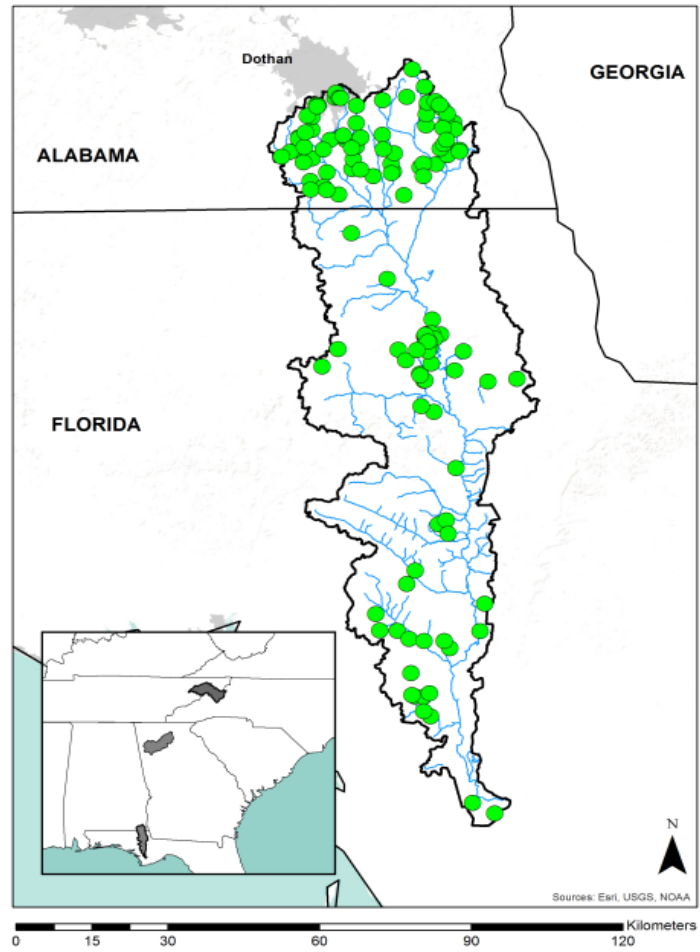 Dothan
GEORGIA
ALABAMA
FLORIDA
N
Sources: Esri, USGS, NOAA
Kilometers
0 15 30 60 90 120